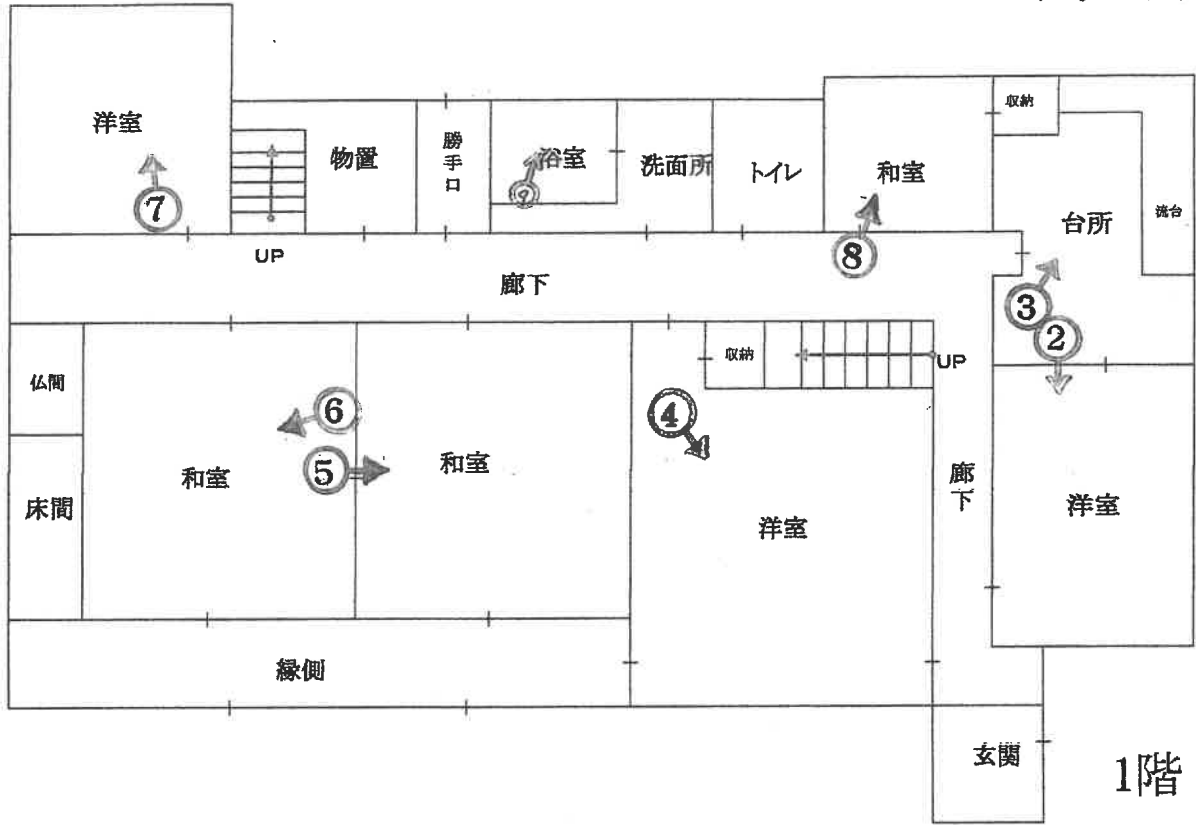 収納
洋室
物置
勝手口
浴室
洗面所
トイレ
和室
台所
流台
⑦
⑨
⑧
③
②
UP
廊下
仏間
床間
和室
⑥
⑤
和室
④
収納
UP
洋室
廊下
洋室
縁側
玄関
1階